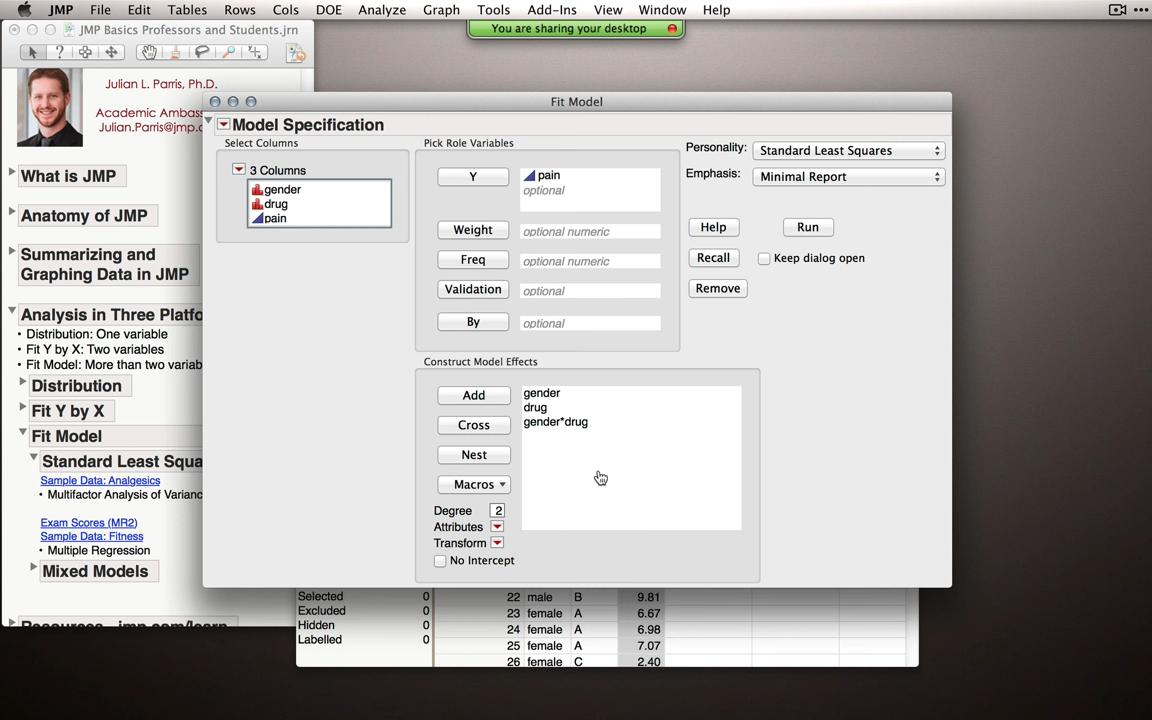 JMP File Edit Tables Rows Cols DOE Analyze Graph Tools Add-Ins View Window Help
You are sharing your desktop
JMP Basics Professors and Students.jrn
Julian L. Parris, Ph.D.
Academic Ambass
Julian.Parris@jmp.c
What is JMP
Anatomy of JMP
Summarizing and
Graphing Data in JMP
Analysis in Three Platfo
• Distribution: One variable
• Fit Y by X: Two variables
• Fit Model: More than two variab
Distribution
Fit Y by X
Fit Model
Standard Least Squa
Sample Data: Analgesics
• Multifactor Analysis of Varianc
Exam Scores (MR2)
Sample Data: Fitness
• Multiple Regression
Mixed Models
Resources - jmp.com/learn
Fit Model
Model Specification
Select Columns
3 Columns
gender
drug
pain
Pick Role Variables
Y
pain
optional
Weight
optional numeric
Freq
optional numeric
Validation
optional
By
optional
Personality:
Standard Least Squares
Emphasis:
Minimal Report
Help
Run
Recall
Keep dialog open
Remove
Construct Model Effects
Add
Cross
Nest
Macros
gender
drug
gender*drug
Degree 2
Attributes
Transform
No Intercept
Selected 0
Excluded 0
Hidden 0
Labelled 0
22 male B 9.81
23 female A 6.67
24 female A 6.98
25 female A 7.07
26 female C 2.40